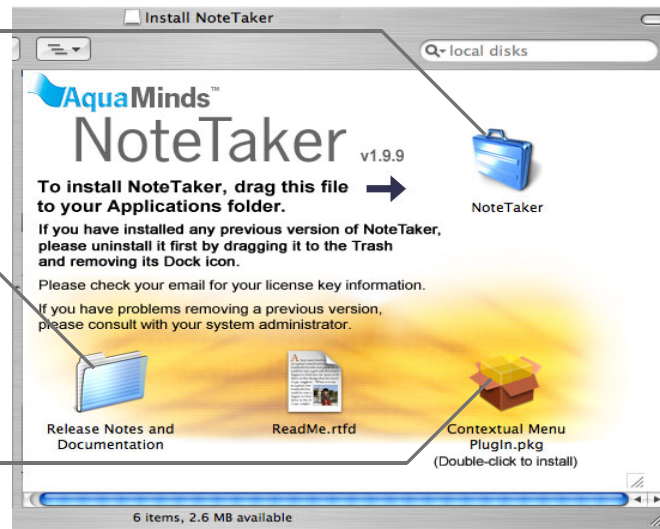 Install NoteTaker
local disks
AquaMinds™
NoteTaker v1.9.9
To install NoteTaker, drag this file
to your Applications folder.
NoteTaker
If you have installed any previous version of NoteTaker,
please uninstall it first by dragging it to the Trash
and removing its Dock icon.
Please check your email for your license key information.
If you have problems removing a previous version,
please consult with your system administrator.
Release Notes and
Documentation
ReadMe.rtfd
Contextual Menu
PlugIn.pkg
(Double-click to install)
6 items, 2.6 MB available